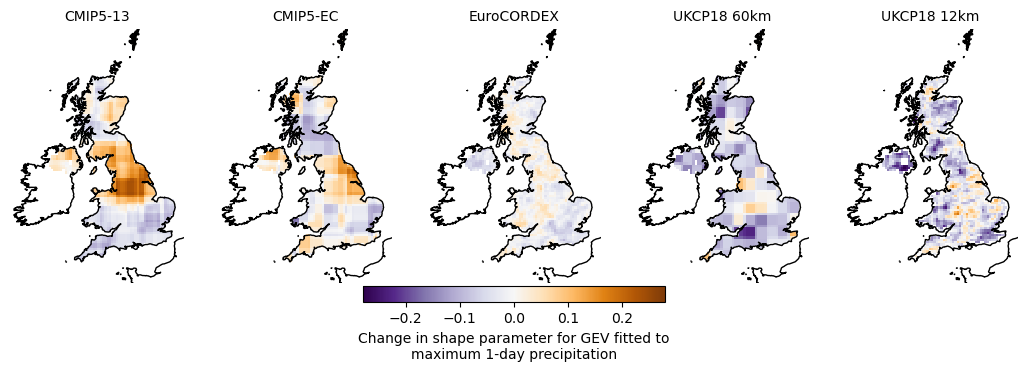 CMIP5-13 CMIP5-EC EuroCORDEX UKCP18 60km UKCP18 12km
−0.2 −0.1 0.0 0.1 0.2
Change in shape parameter for GEV fitted to
maximum 1-day precipitation